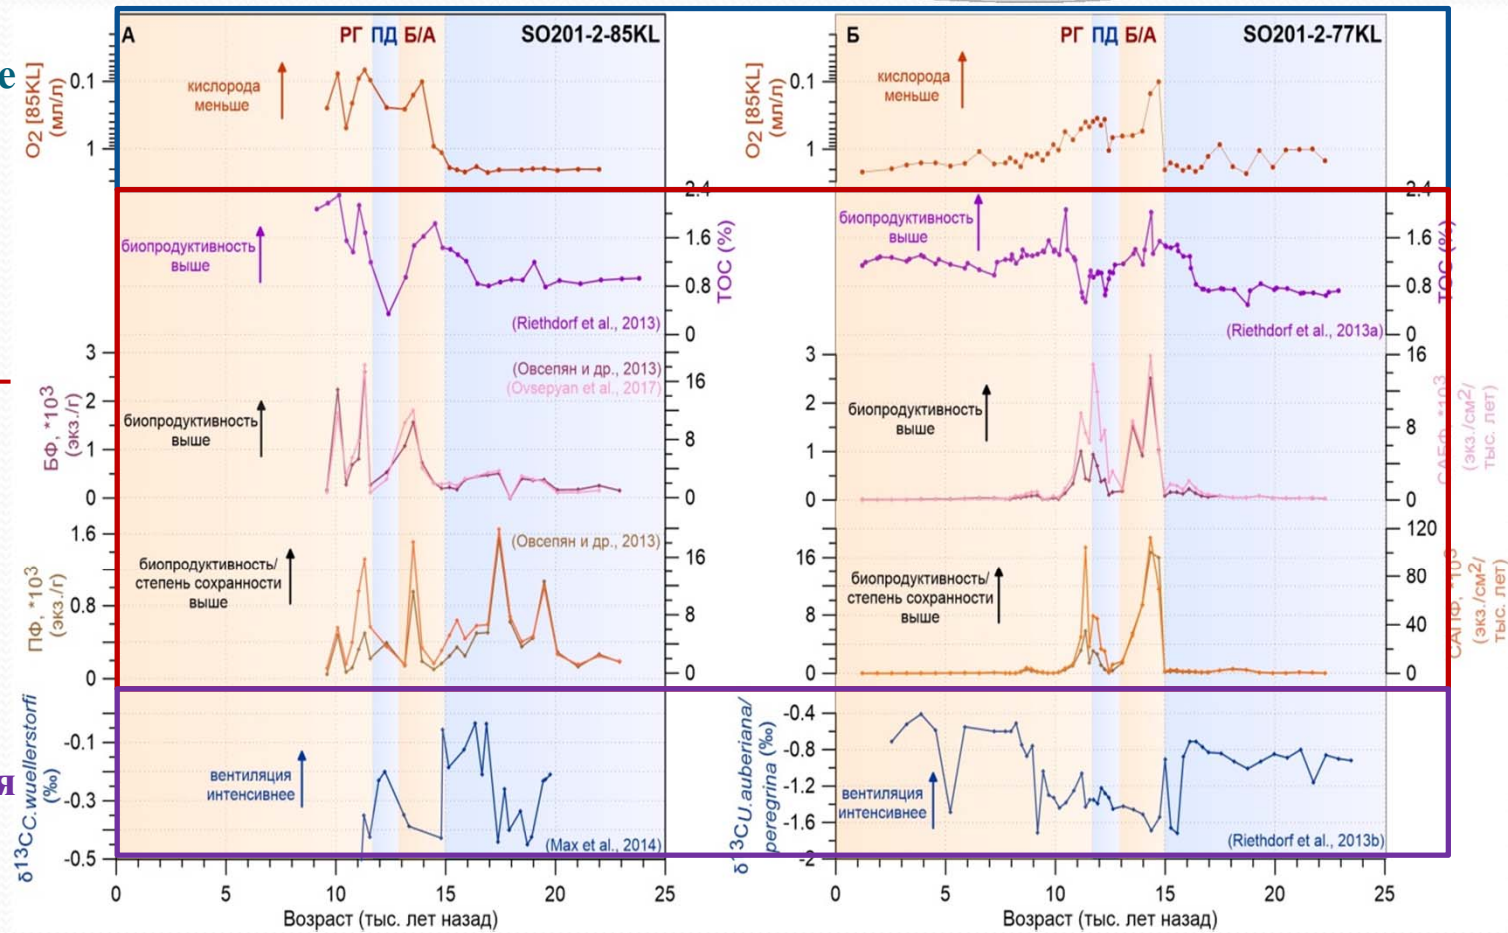 е
я
А
РГ ПД Б/А
SO201-2-85KL
O2 [85KL]
(мл/л)
0.1
1
кислорода
меньше
2.4
1.6
0.8
0
TOC (%)
биопродуктивность
выше
(Riethdorf et al., 2013)
БФ, *10³
(экз./г)
3
2
1
0
биопродуктивность
выше
(Овсепян и др., 2013)
(Ovsepyan et al., 2017)
16
8
0
ПФ, *10³
(экз./г)
1.6
0.8
0
биопродуктивность/
степень сохранности
выше
(Овсепян и др., 2013)
16
8
0
δ13CC.wuellerstorfi
(‰)
-0.1
-0.3
-0.5
вентиляция
интенсивнее
(Max et al., 2014)
0 5 10 15 20 25
Возраст (тыс. лет назад)
Б
РГ ПД Б/А
SO201-2-77KL
O2 [85KL]
(мл/л)
0.1
1
кислорода
меньше
2.4
1.6
0.8
0
TOC (%)
биопродуктивность
выше
(Riethdorf et al., 2013a)
3
2
1
0
биопродуктивность
выше
16
8
0
САБФ, *10³
(экз./см²/
тыс. лет)
16
8
0
биопродуктивность/
степень сохранности
выше
120
80
40
0
САПФ, *10³
(экз./см²/
тыс. лет)
δ13CU.auberiana/
peregrina (‰)
-0.4
-0.8
-1.2
-1.6
-2
вентиляция
интенсивнее
(Riethdorf et al., 2013b)
0 5 10 15 20 25
Возраст (тыс. лет назад)